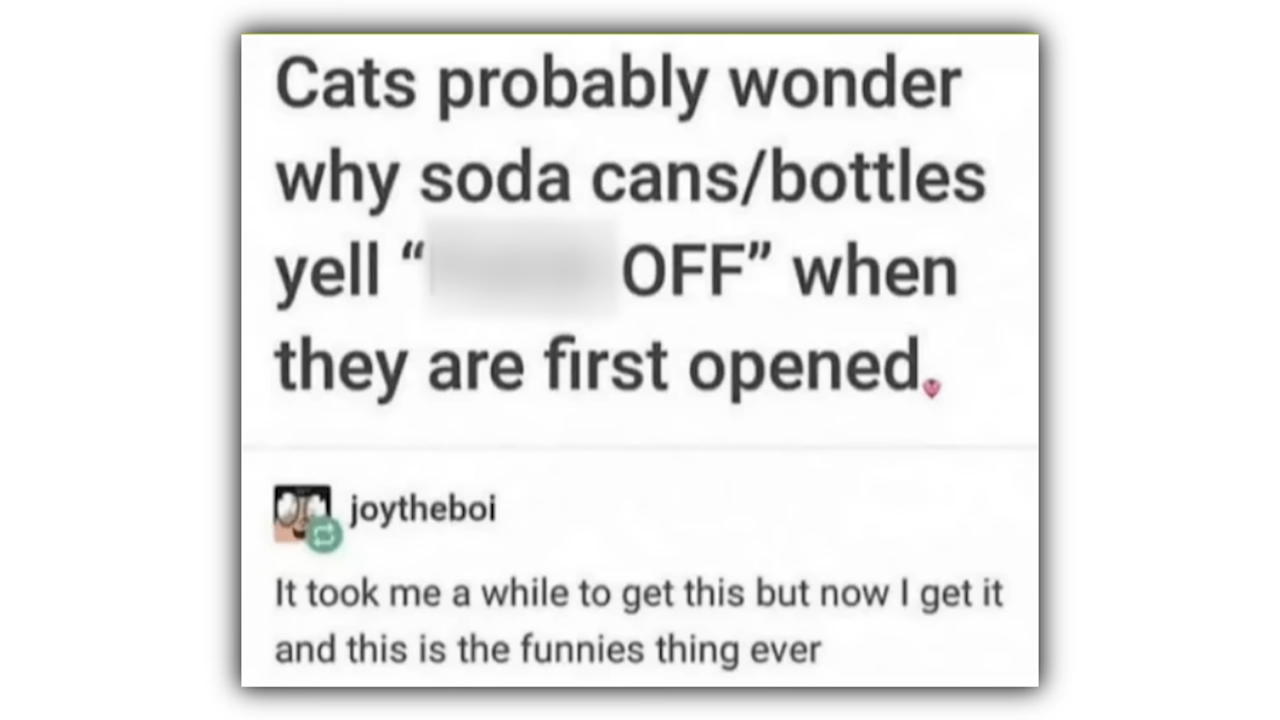 Cats probably wonder
why soda cans/bottles
yell “ OFF” when
they are first opened.
joytheboi
It took me a while to get this but now I get it
and this is the funnies thing ever